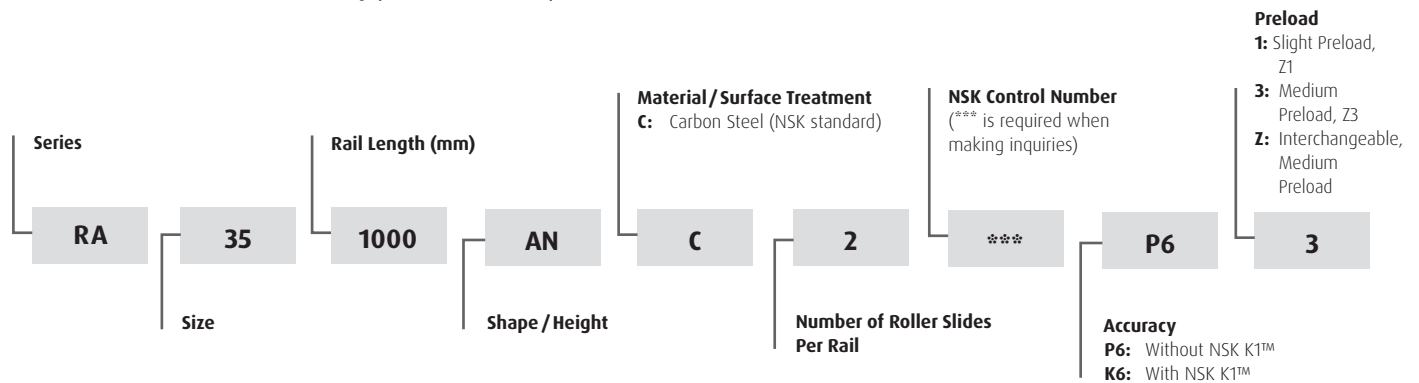 Preload
1: Slight Preload,
Z1
3: Medium
Preload, Z3
Z: Interchangeable,
Medium
Preload
Material / Surface Treatment
C: Carbon Steel (NSK standard)
NSK Control Number
(*** is required when
making inquiries)
Series
Rail Length (mm)
RA
35
1000
AN
C
2
***
P6
3
Size
Shape / Height
Number of Roller Slides
Per Rail
Accuracy
P6: Without NSK K1™
K6: With NSK K1™